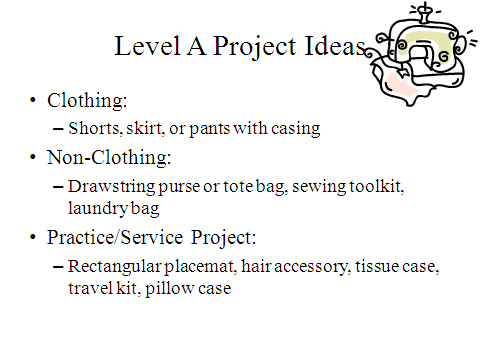 Level A Project Ideas
• Clothing:
– Shorts, skirt, or pants with casing
• Non-Clothing:
– Drawstring purse or tote bag, sewing toolkit,
laundry bag
• Practice/Service Project:
– Rectangular placemat, hair accessory, tissue case,
travel kit, pillow case